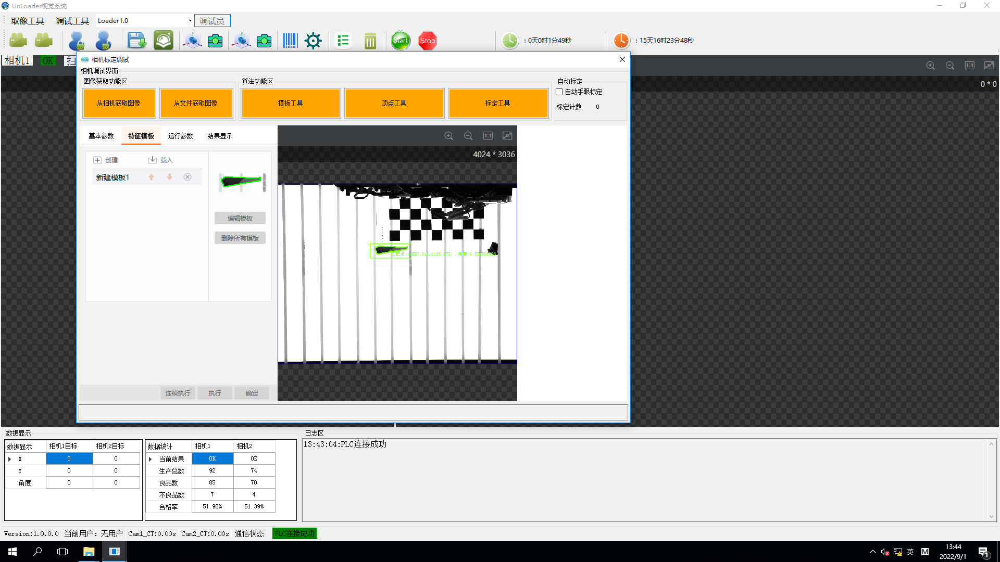 UnLoader视觉系统
取像工具 调试工具 Loader1.0 调试员
Start Stop : 0天0时1分49秒 : 15天16时23分48秒
相机1 OK 扫
相机标定调试
0 * 0
相机调试界面
图像获取功能区 算法功能区 自动标定
从相机获取图像 从文件获取图像 模板工具 顶点工具 标定工具
自动手眼标定
标定计数 0
基本参数 特征模板 运行参数 结果显示
1:1
1:1
4024 * 3036
创建 载入
新建模板1
编辑模板
删除所有模板
连续执行 执行 确定
数据显示
数据显示 相机1目标 相机2目标
X 0 0
Y 0 0
角度 0 0
数据统计 相机1 相机2
当前结果 OK OK
生产总数 92 74
良品数 85 70
不良品数 7 4
合格率 51.98% 51.39%
日志区
13:43:04:PLC连接成功
Version:1.0.0.0 当前用户: 无用户 Cam1_CT:0.00s Cam2_CT:0.00s 通信状态 PLC连接成功
英 M 13:44
2022/9/1 1